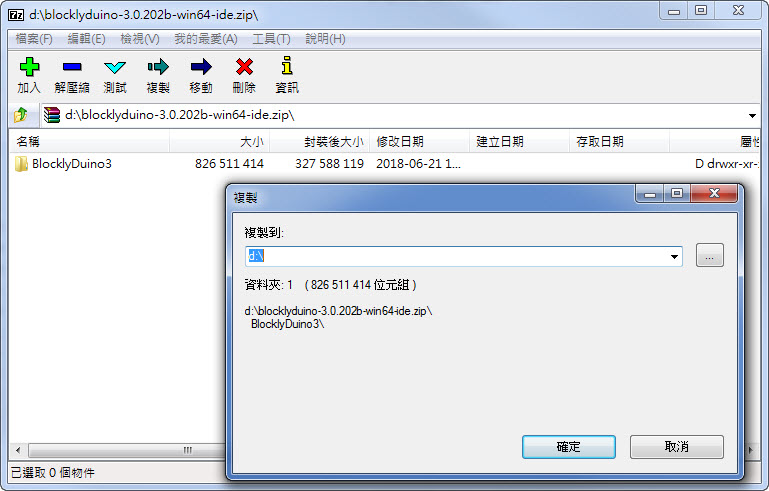 7z d:\blocklyduino-3.0.202b-win64-ide.zip\
檔案(F) 編輯(E) 檢視(V) 我的最愛(A) 工具(T) 說明(H)
加入 解壓縮 測試 複製 移動 刪除 資訊
d:\blocklyduino-3.0.202b-win64-ide.zip\
名稱 大小 封裝後大小 修改日期 建立日期 存取日期 屬性
BlocklyDuino3 826 511 414 327 588 119 2018-06-21 1... D drwxr-xr-
複製
複製到:
d:\
...
資料夾: 1 ( 826 511 414 位元組 )
d:\blocklyduino-3.0.202b-win64-ide.zip\
BlocklyDuino3\
確定 取消
已選取 0 個物件